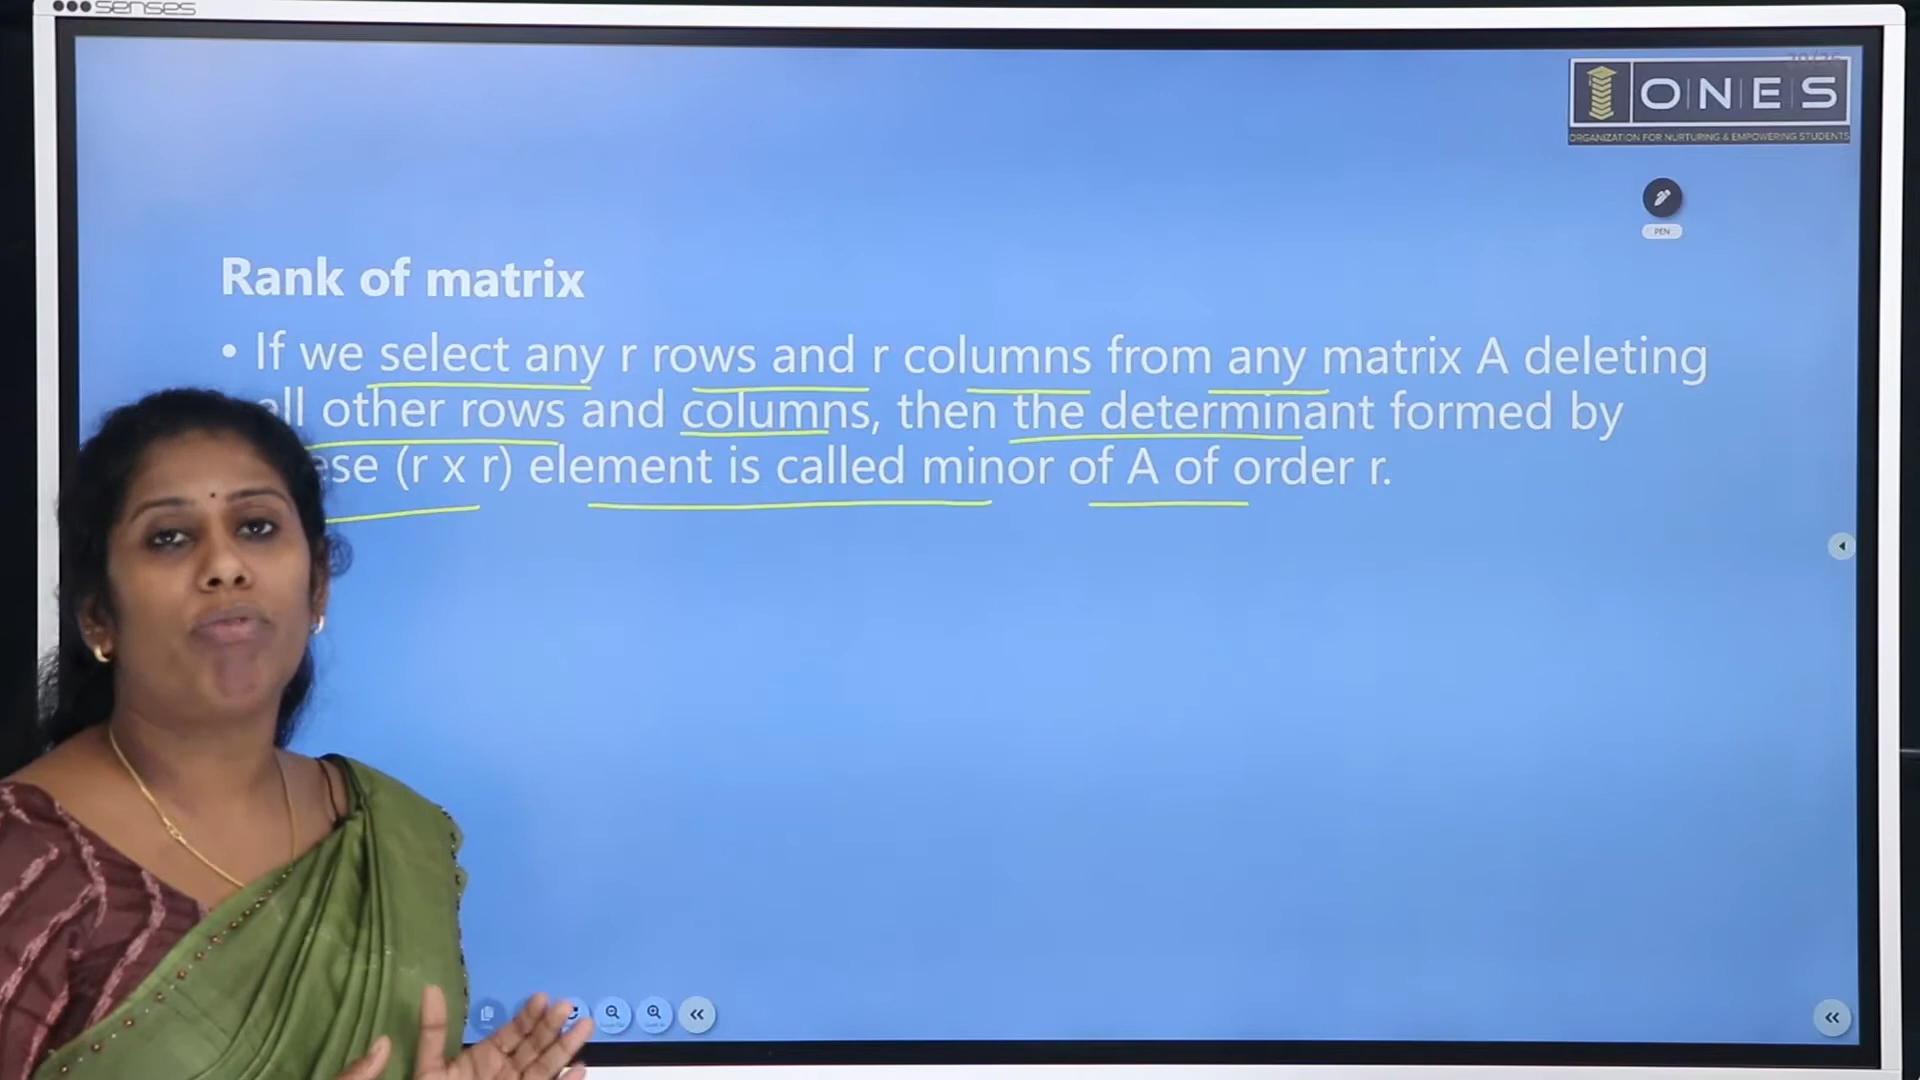 senses
ONES
ORGANIZATION FOR NURTURING & EMPOWERING STUDENTS
PEN
Rank of matrix
• If we select any r rows and r columns from any matrix A deleting
all other rows and columns, then the determinant formed by
ese (r x r) element is called minor of A of order r.